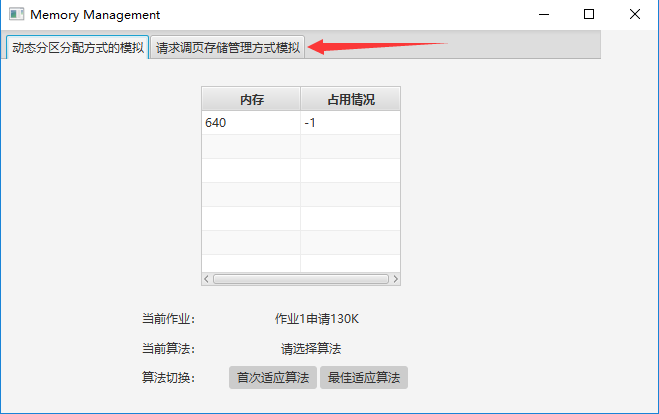 Memory Management
动态分区分配方式的模拟 请求调页存储管理方式模拟
内存 占用情况
640 -1
当前作业： 作业1申请130K
当前算法： 请选择算法
算法切换： 首次适应算法 最佳适应算法